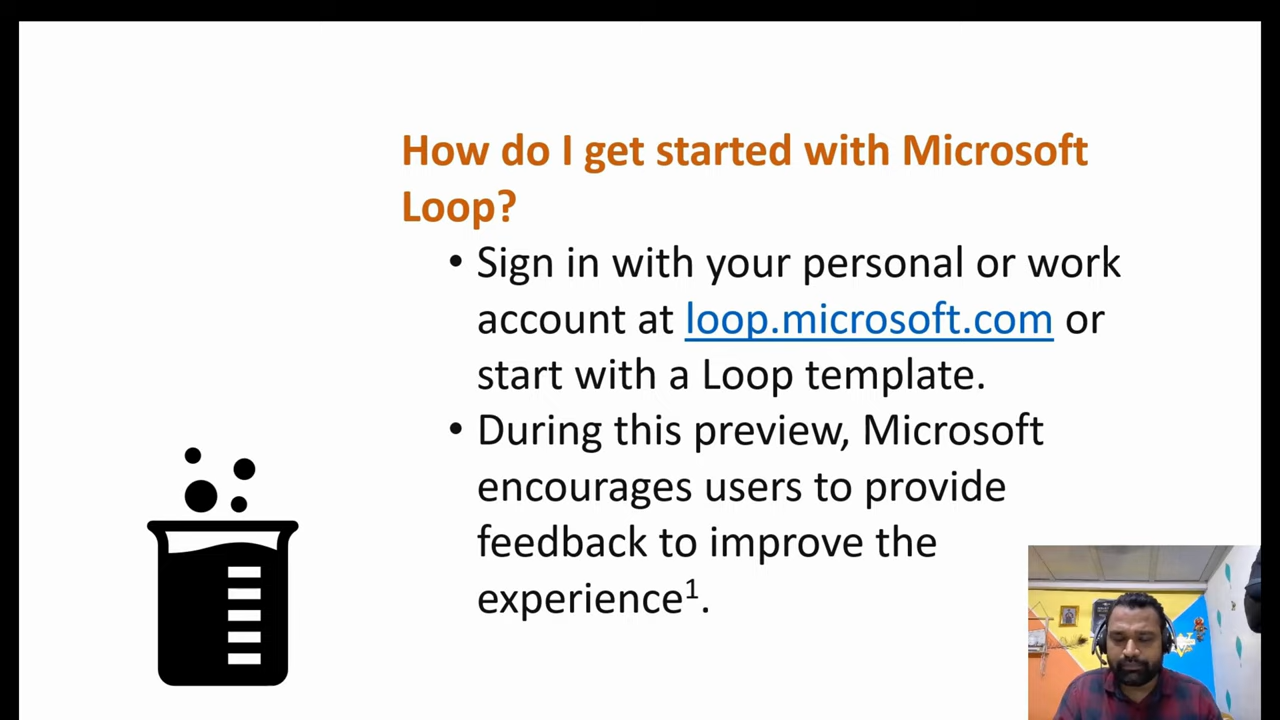 How do I get started with Microsoft
Loop?
• Sign in with your personal or work
account at loop.microsoft.com or
start with a Loop template.
• During this preview, Microsoft
encourages users to provide
feedback to improve the
experience¹.